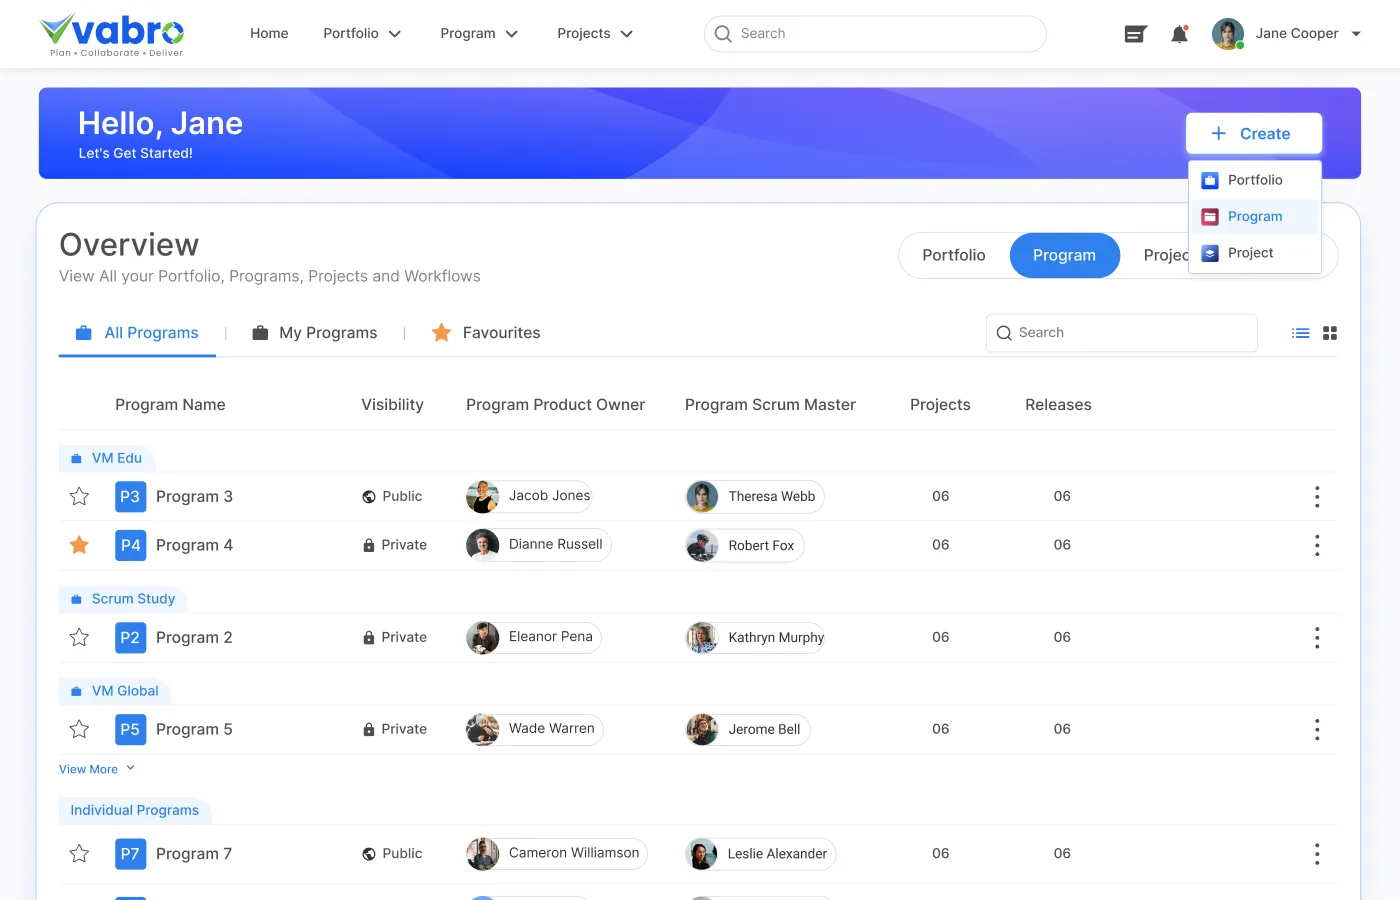 vabro
Plan • Collaborate • Deliver
Home
Portfolio
Program
Projects
Search
Jane Cooper
Hello, Jane
Let's Get Started!
Create
Portfolio
Program
Project
Overview
View All your Portfolio, Programs, Projects and Workflows
Portfolio
Program
Projec
All Programs
My Programs
Favourites
Search
Program Name Visibility Program Product Owner Program Scrum Master Projects Releases
VM Edu
P3 Program 3 Public Jacob Jones Theresa Webb 06 06
P4 Program 4 Private Dianne Russell Robert Fox 06 06
Scrum Study
P2 Program 2 Private Eleanor Pena Kathryn Murphy 06 06
VM Global
P5 Program 5 Private Wade Warren Jerome Bell 06 06
View More
Individual Programs
P7 Program 7 Public Cameron Williamson Leslie Alexander 06 06